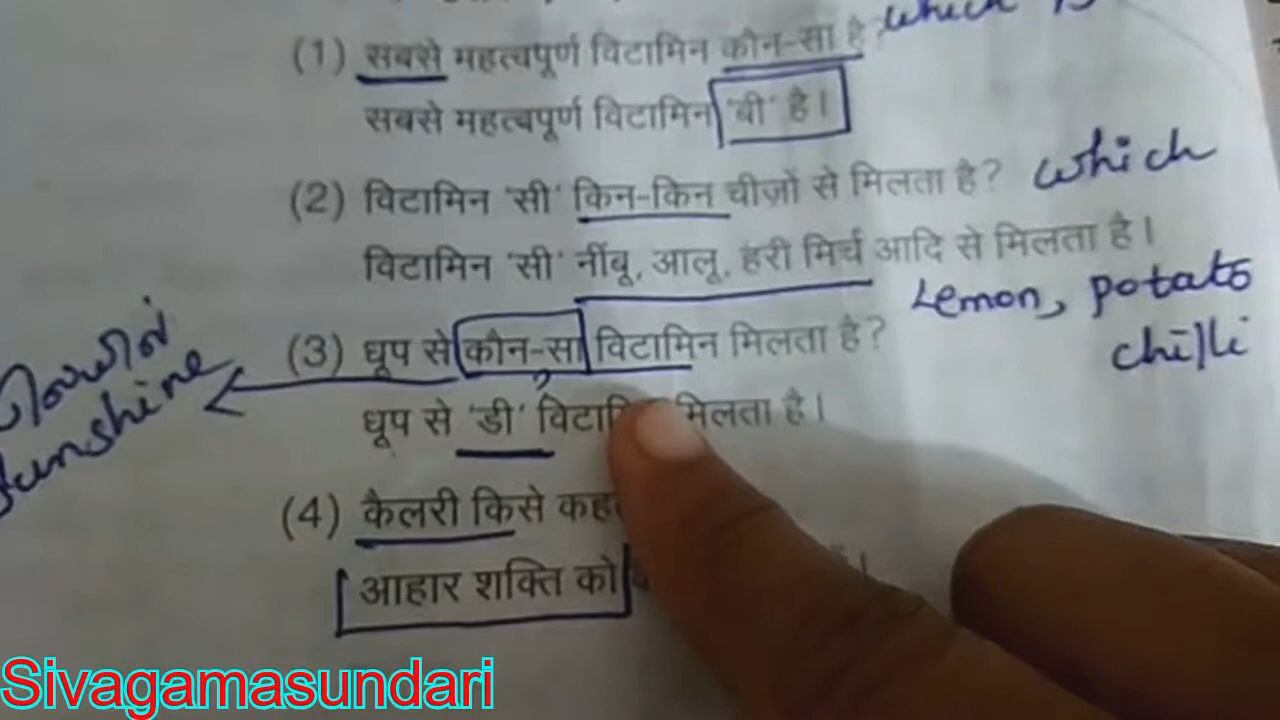 (1) सबसे महत्वपूर्ण विटामिन कौन-सा है which is
सबसे महत्वपूर्ण विटामिन 'बी' है।
(2) विटामिन 'सी' किन-किन चीज़ों से मिलता है? which
विटामिन 'सी' नींबू, आलू, हरी मिर्च आदि से मिलता है।
Lemon, potato
chilli
(3) धूप से कौन-सा विटामिन मिलता है?
sunshine
धूप से 'डी' विटामिन मिलता है।
(4) कैलरी किसे
आहार शक्ति को
Sivagamasundari